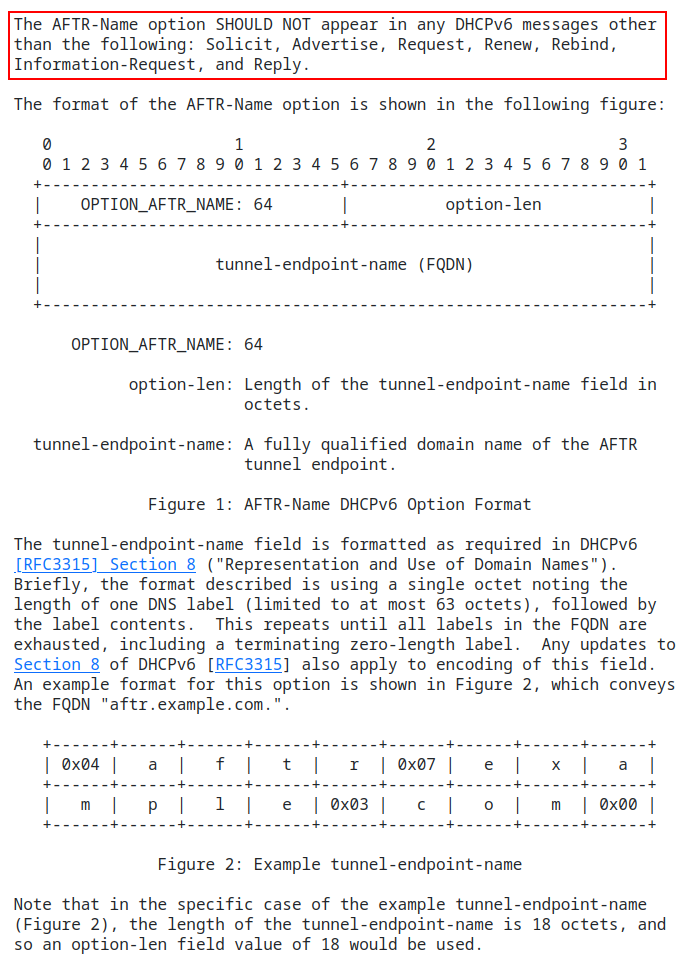 The AFTR-Name option SHOULD NOT appear in any DHCPv6 messages other
than the following: Solicit, Advertise, Request, Renew, Rebind,
Information-Request, and Reply.
The format of the AFTR-Name option is shown in the following figure:
0                   1                   2                   3
0 1 2 3 4 5 6 7 8 9 0 1 2 3 4 5 6 7 8 9 0 1 2 3 4 5 6 7 8 9 0 1
+-------------------------------+-------------------------------+
|    OPTION_AFTR_NAME: 64       |          option-len           |
+-------------------------------+-------------------------------+
|                                                               |
|                  tunnel-endpoint-name (FQDN)                  |
|                                                               |
+---------------------------------------------------------------+
OPTION_AFTR_NAME: 64
option-len: Length of the tunnel-endpoint-name field in
octets.
tunnel-endpoint-name: A fully qualified domain name of the AFTR
tunnel endpoint.
Figure 1: AFTR-Name DHCPv6 Option Format
The tunnel-endpoint-name field is formatted as required in DHCPv6
[RFC3315] Section 8 ("Representation and Use of Domain Names").
Briefly, the format described is using a single octet noting the
length of one DNS label (limited to at most 63 octets), followed by
the label contents.  This repeats until all labels in the FQDN are
exhausted, including a terminating zero-length label.  Any updates to
Section 8 of DHCPv6 [RFC3315] also apply to encoding of this field.
An example format for this option is shown in Figure 2, which conveys
the FQDN "aftr.example.com.".
+------+------+------+------+------+------+------+------+------+
| 0x04 |   a  |   f  |   t  |   r  | 0x07 |   e  |   x  |   a  |
+------+------+------+------+------+------+------+------+------+
|   m  |   p  |   l  |   e  | 0x03 |   c  |   o  |   m  | 0x00 |
+------+------+------+------+------+------+------+------+------+
Figure 2: Example tunnel-endpoint-name
Note that in the specific case of the example tunnel-endpoint-name
(Figure 2), the length of the tunnel-endpoint-name is 18 octets, and
so an option-len field value of 18 would be used.